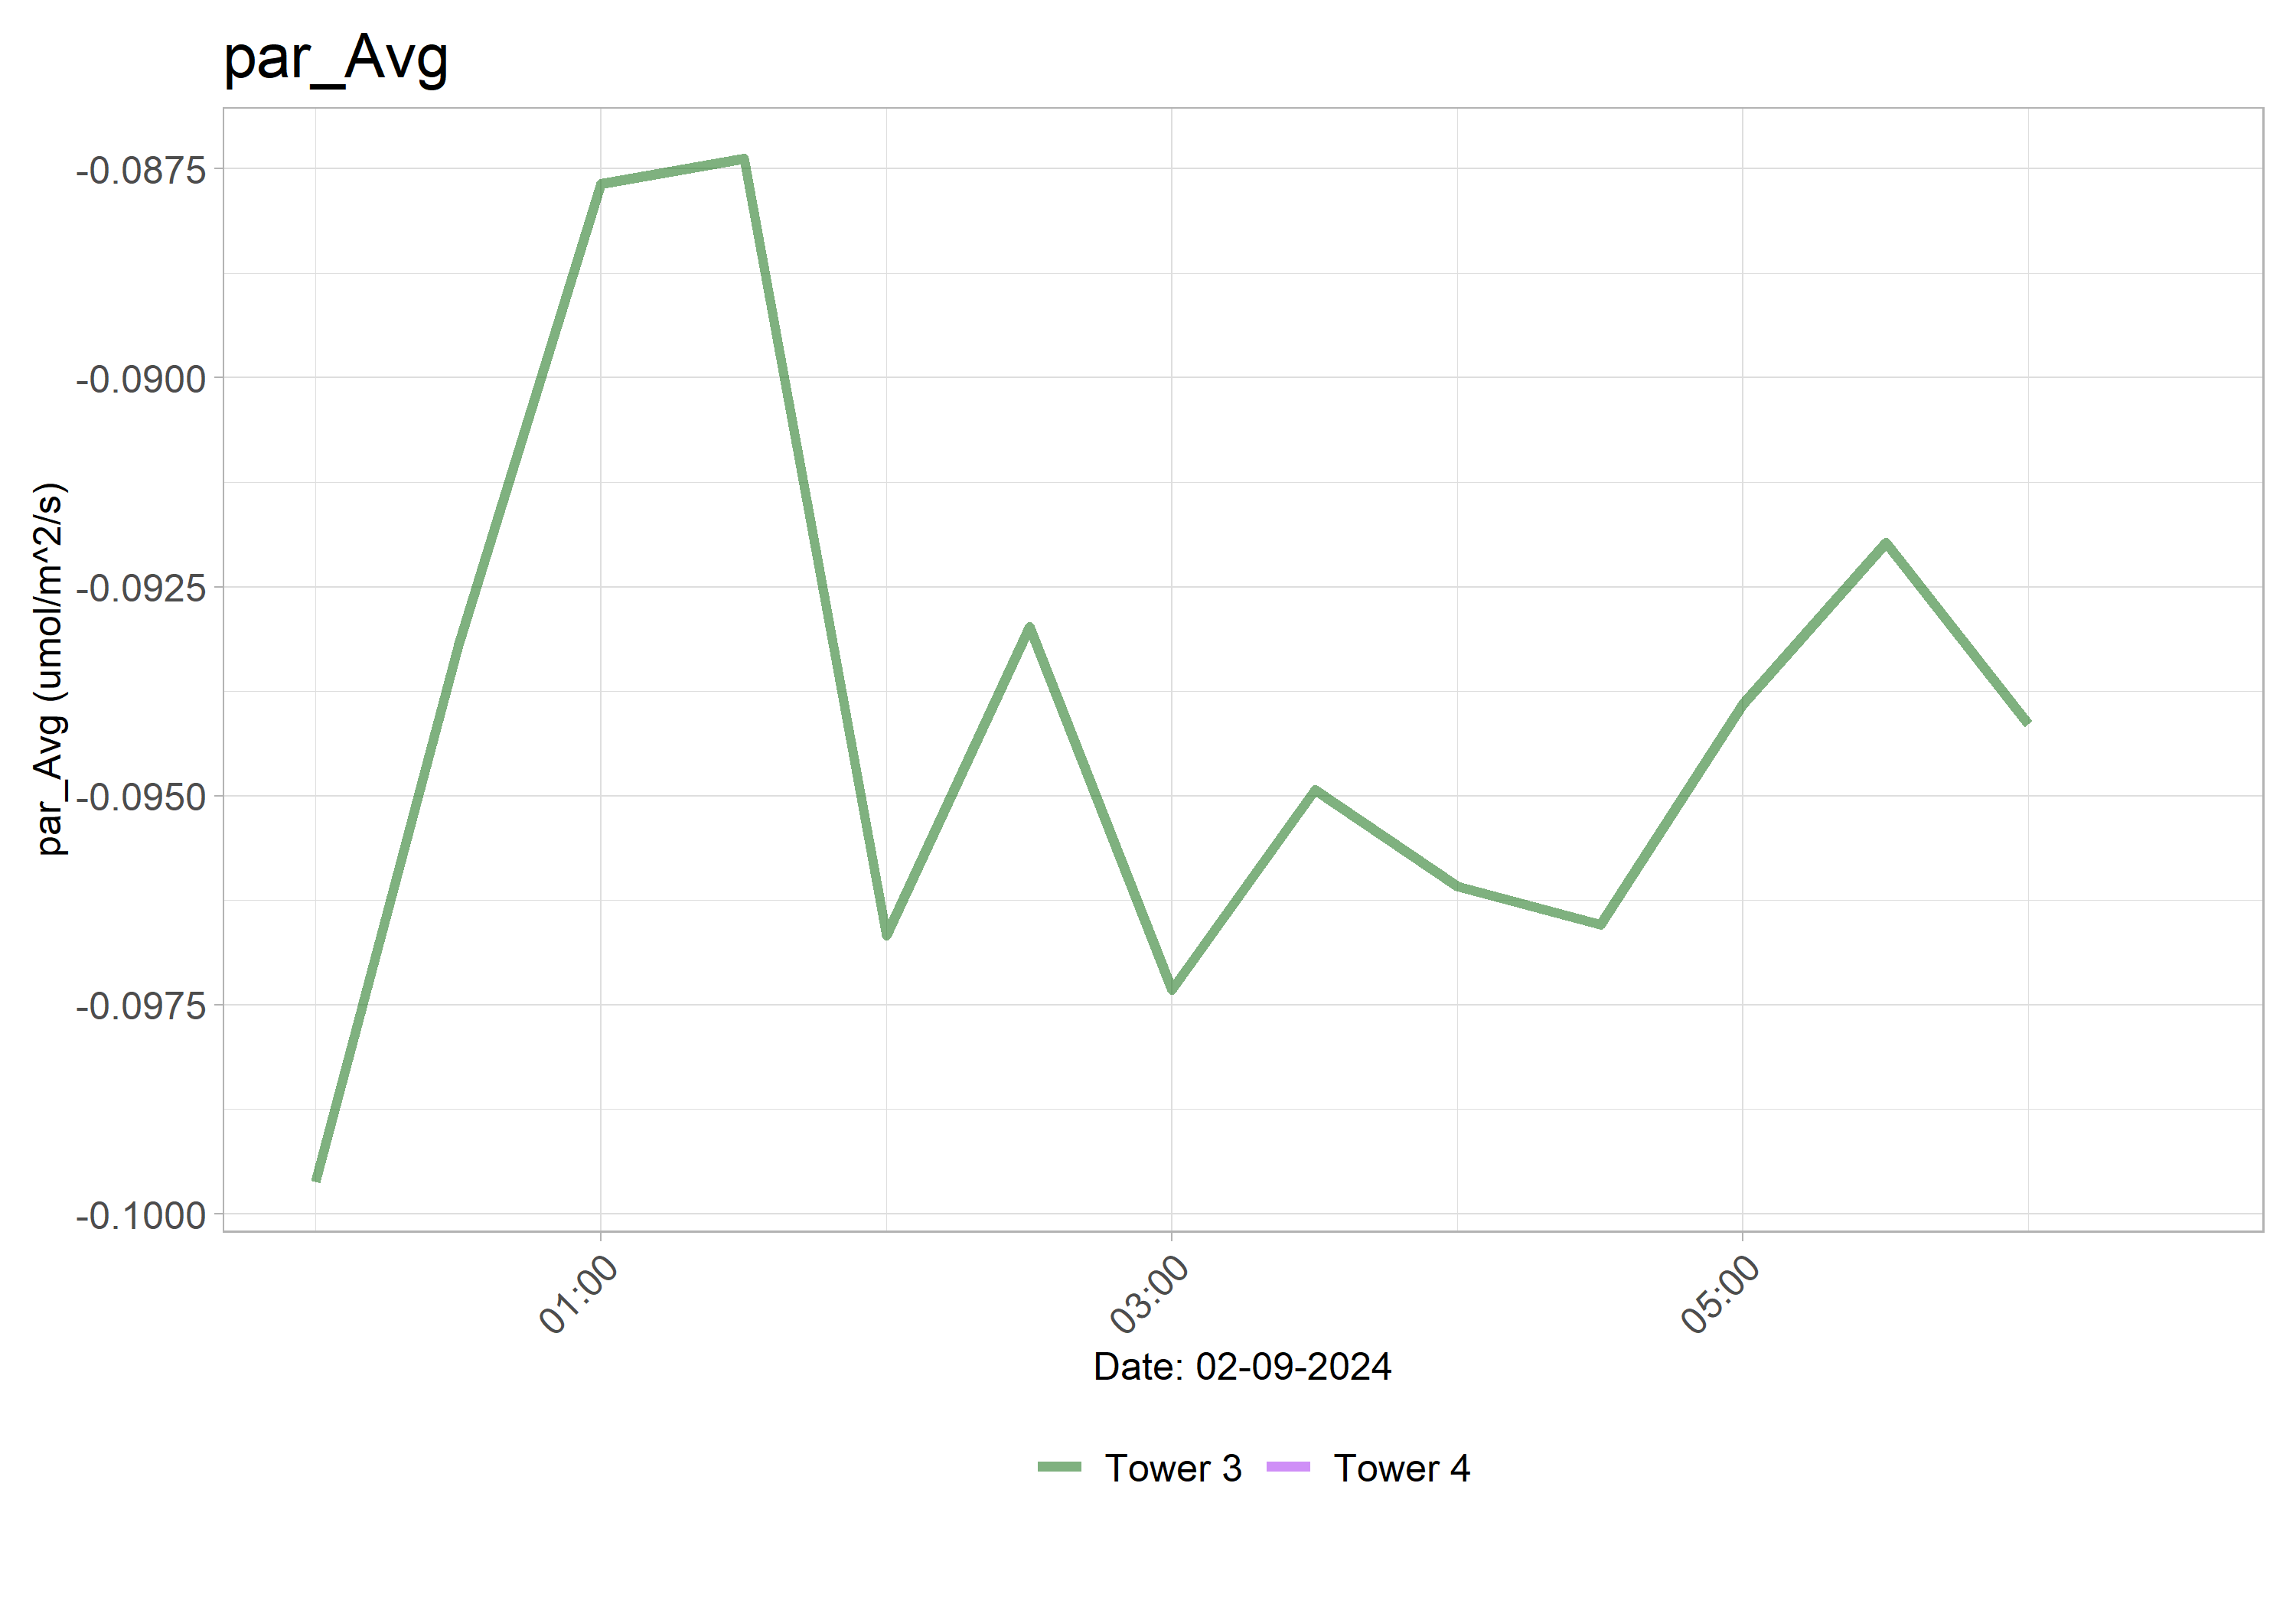 par_Avg
par_Avg (umol/m^2/s)
-0.0875
-0.0900
-0.0925
-0.0950
-0.0975
-0.1000
01:00
03:00
05:00
Date: 02-09-2024
Tower 3
Tower 4